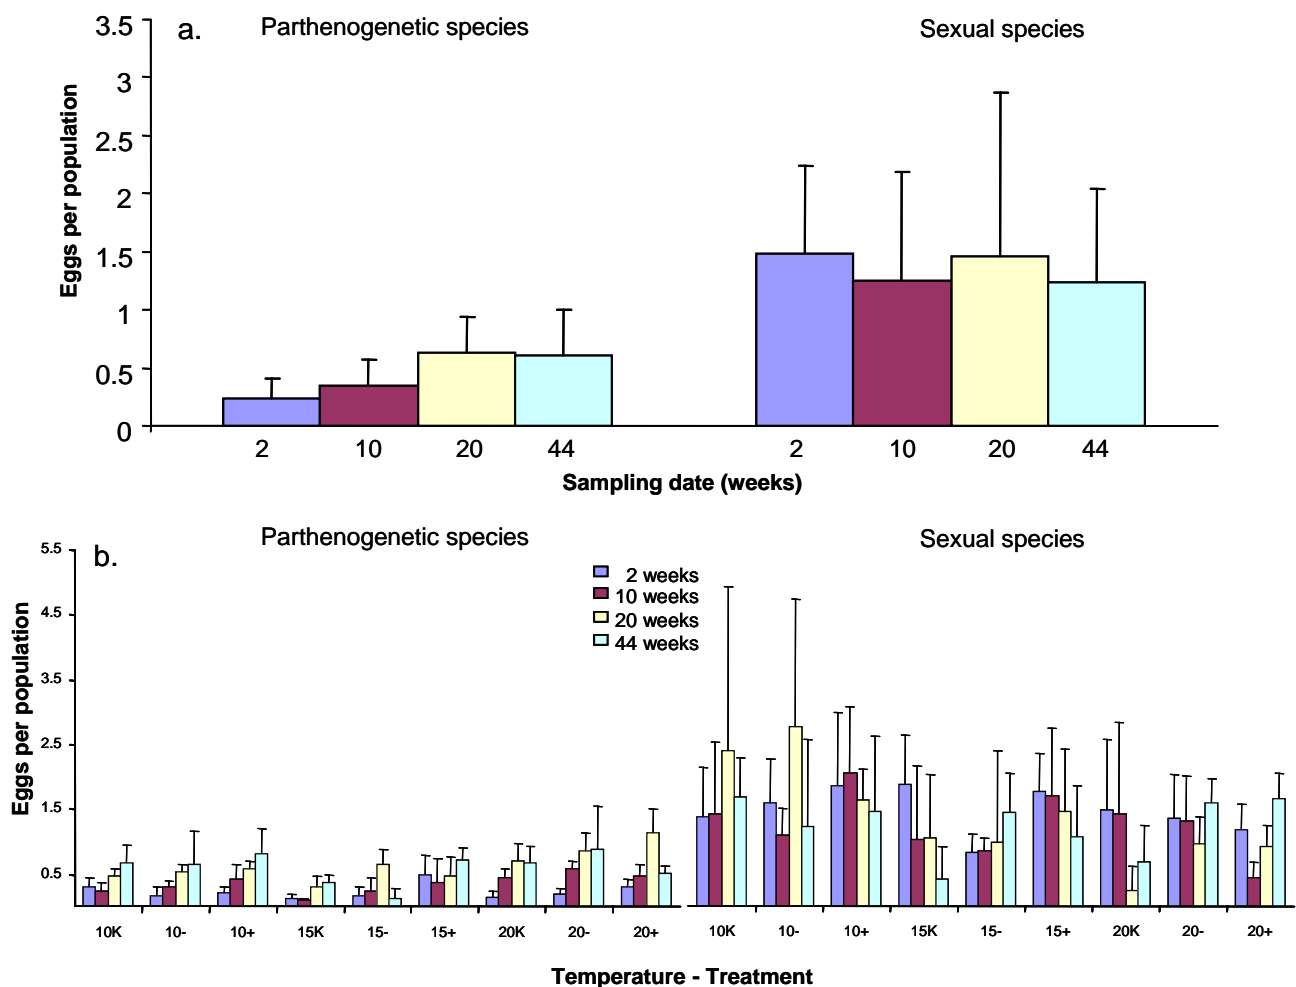 a.
Parthenogenetic species
Sexual species
3.5
3
2.5
2
1.5
1
0.5
0
Eggs per population
2 10 20 44 2 10 20 44
Sampling date (weeks)
b.
Parthenogenetic species
Sexual species
5.5
4.5
3.5
2.5
1.5
0.5
Eggs per population
2 weeks
10 weeks
20 weeks
44 weeks
10K 10- 10+ 15K 15- 15+ 20K 20- 20+ 10K 10- 10+ 15K 15- 15+ 20K 20- 20+
Temperature - Treatment